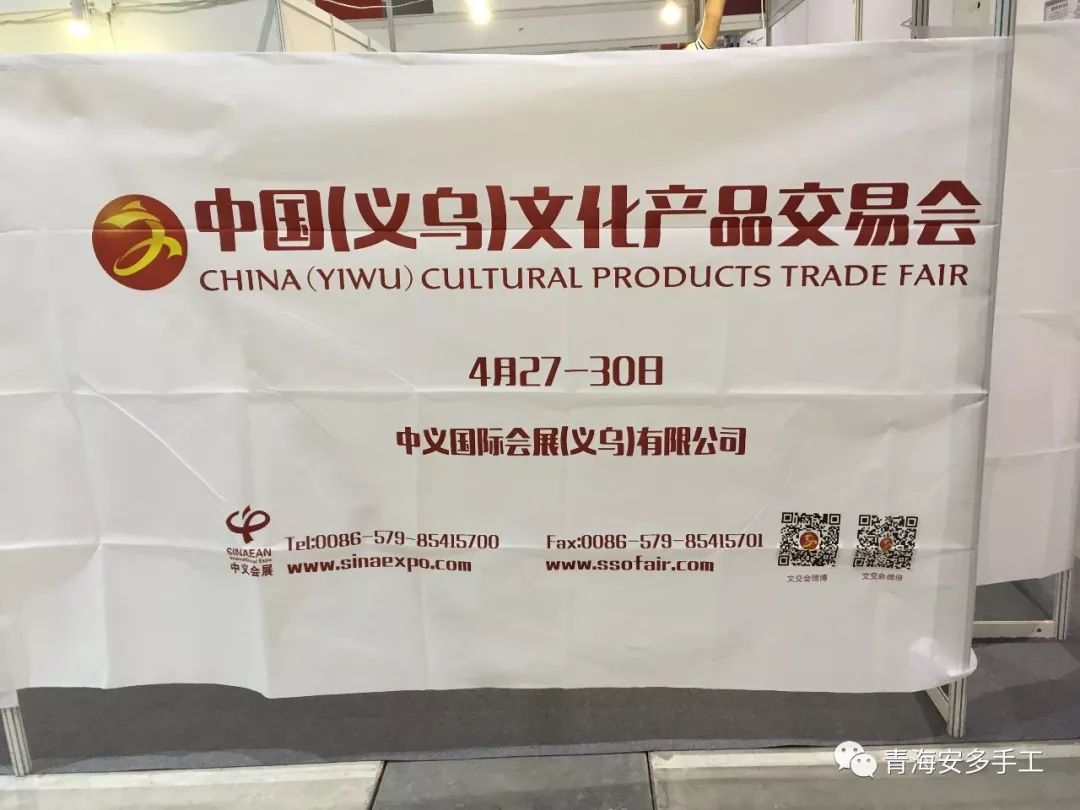 中国(义乌)文化产品交易会
CHINA(YIWU)CULTURAL PRODUCTS TRADE FAIR
4月27-30日
中义国际会展(义乌)有限公司
SINAEAN
International Expo
中义会展
Tel:0086-579-85415700
Fax:0086-579-85415701
www.sinaexpo.com
www.ssofair.com
文交会微博
文交会微信
青海安多手工